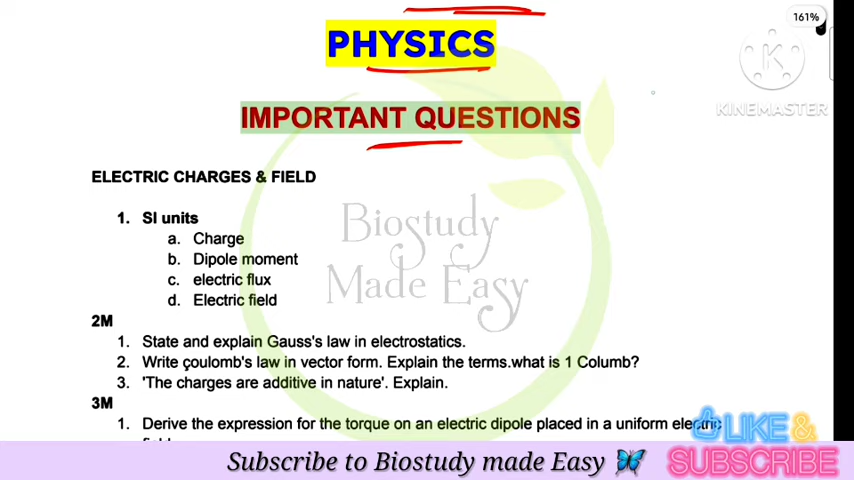 161%
PHYSICS
KINEMASTER
IMPORTANT QUESTIONS
ELECTRIC CHARGES & FIELD
1. SI units
a. Charge
b. Dipole moment
c. electric flux
d. Electric field
Biostudy
Made Easy
2M
1. State and explain Gauss's law in electrostatics.
2. Write çoulomb's law in vector form. Explain the terms.what is 1 Columb?
3. 'The charges are additive in nature'. Explain.
3M
1. Derive the expression for the torque on an electric dipole placed in a uniform electric
LIKE &
SUBSCRIBE
Subscribe to Biostudy made Easy 🦋